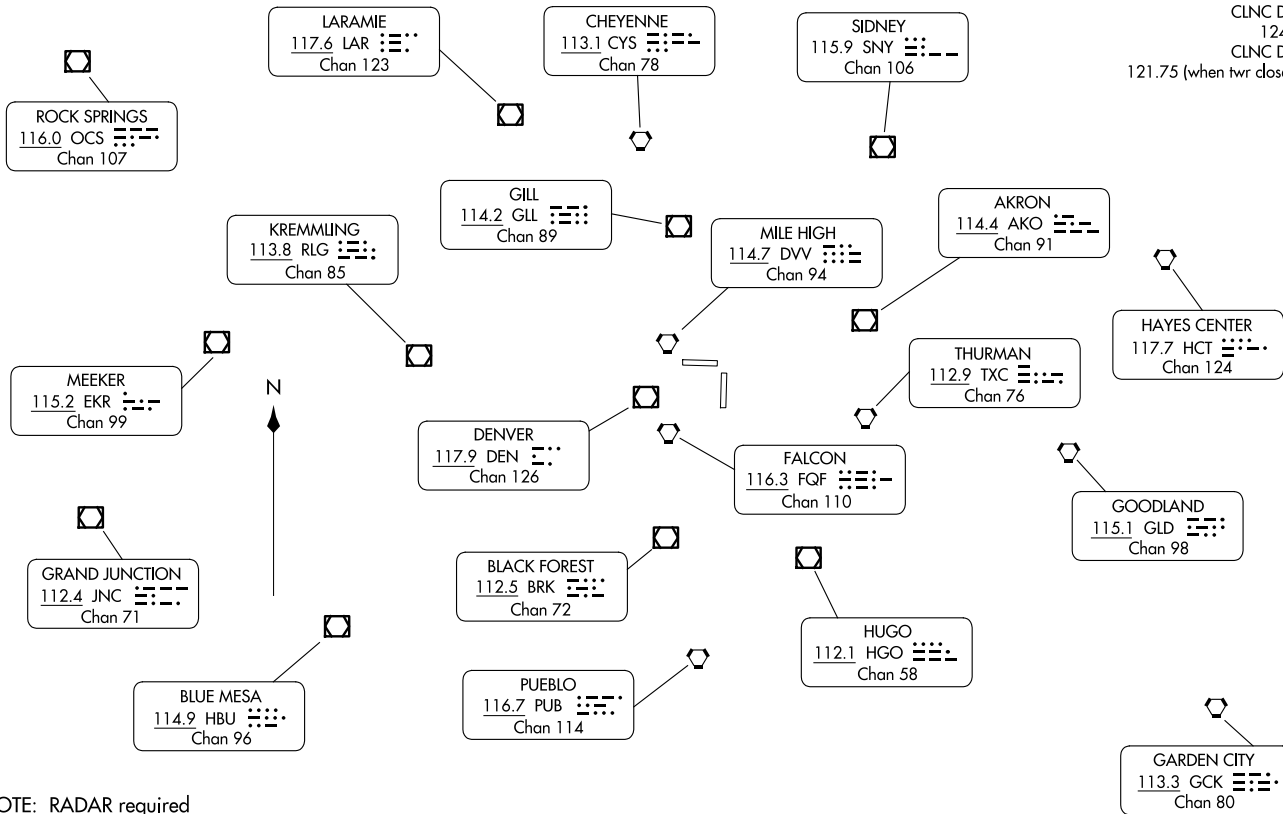 CLNC D
124
CLNC D
121.75 (when twr close
LARAMIE
117.6 LAR
Chan 123
CHEYENNE
113.1 CYS
Chan 78
SIDNEY
115.9 SNY
Chan 106
ROCK SPRINGS
116.0 OCS
Chan 107
GILL
114.2 GLL
Chan 89
AKRON
114.4 AKO
Chan 91
KREMMLING
113.8 RLG
Chan 85
MILE HIGH
114.7 DVV
Chan 94
HAYES CENTER
117.7 HCT
Chan 124
MEEKER
115.2 EKR
Chan 99
N
THURMAN
112.9 TXC
Chan 76
DENVER
117.9 DEN
Chan 126
FALCON
116.3 FQF
Chan 110
GOODLAND
115.1 GLD
Chan 98
GRAND JUNCTION
112.4 JNC
Chan 71
BLACK FOREST
112.5 BRK
Chan 72
HUGO
112.1 HGO
Chan 58
BLUE MESA
114.9 HBU
Chan 96
PUEBLO
116.7 PUB
Chan 114
GARDEN CITY
113.3 GCK
Chan 80
OTE: RADAR required